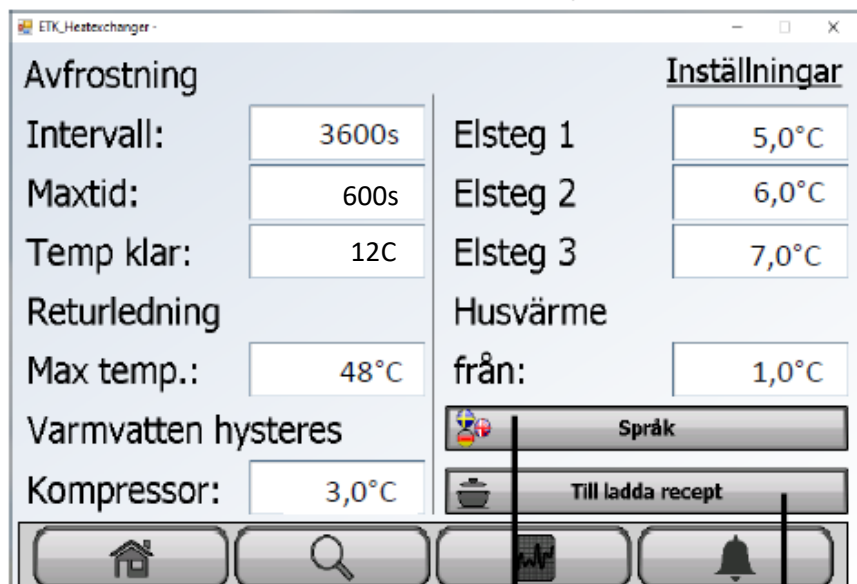 ETK_Heatexchanger -
Avfrostning
Inställningar
Intervall: 3600s
Maxtid: 600s
Temp klar: 12C
Returledning
Max temp.: 48°C
Varmvatten hysteres
Kompressor: 3,0°C
Elsteg 1 5,0°C
Elsteg 2 6,0°C
Elsteg 3 7,0°C
Husvärme
från: 1,0°C
Språk
Till ladda recept